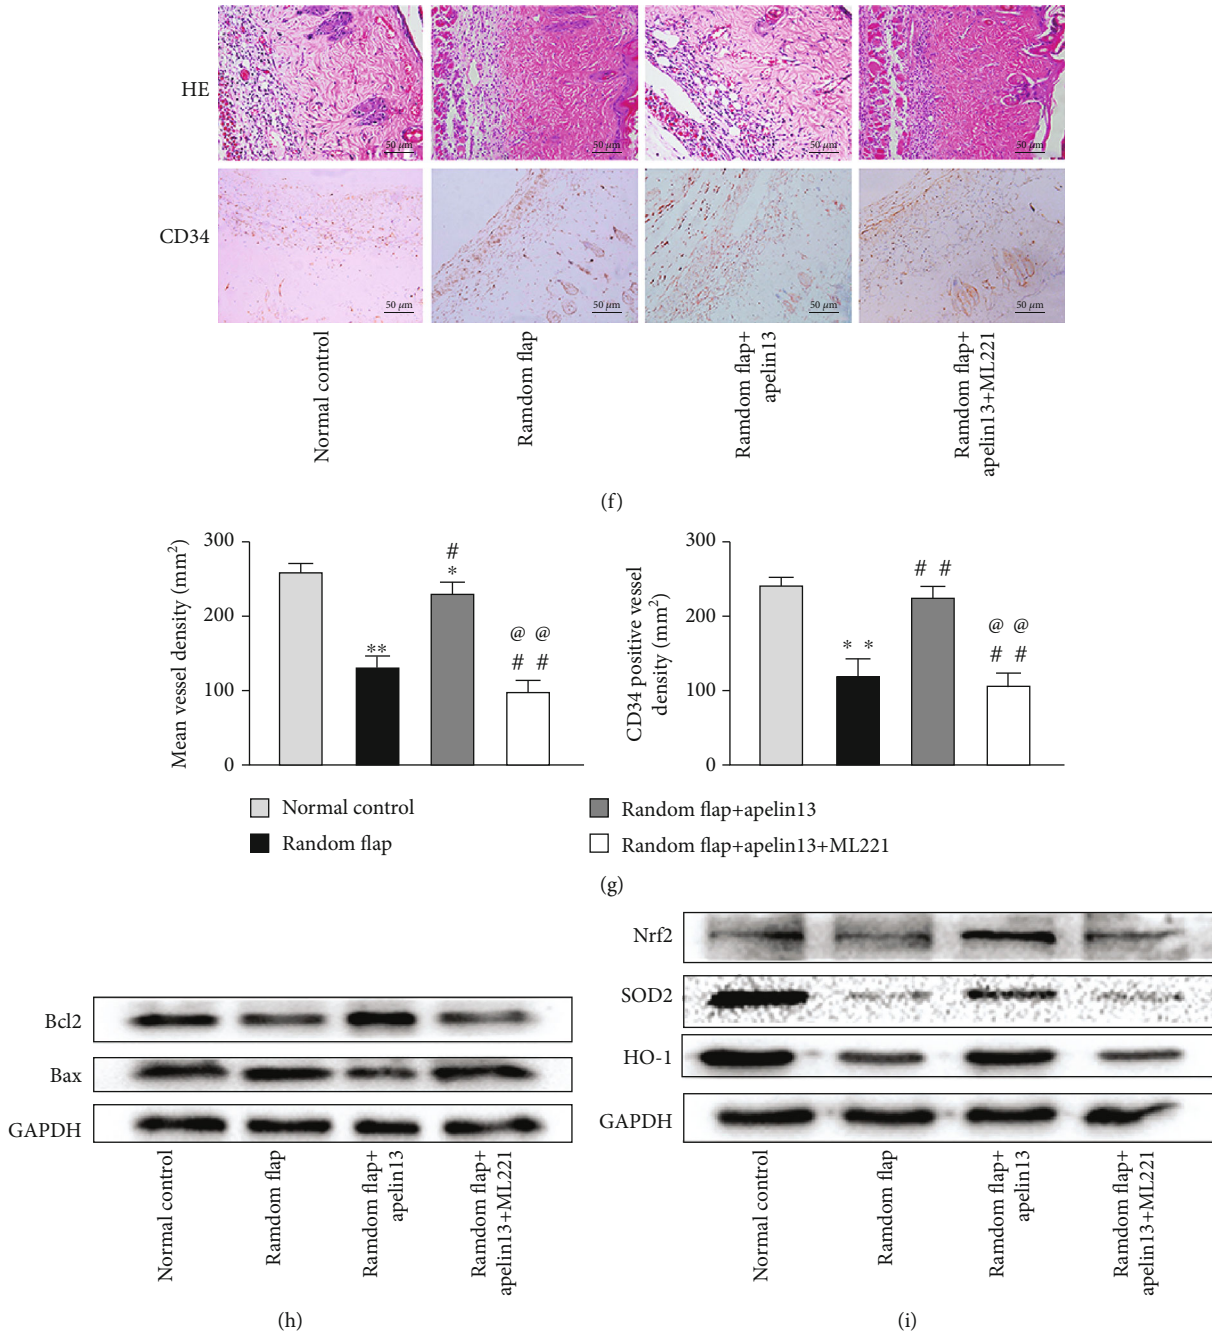 HE
50 µm
50 µm
50 µm
50 µm
CD34
50 µm
50 µm
50 µm
50 µm
Normal control
Ramdom flap
Ramdom flap+
apelin13
Ramdom flap+
apelin13+ML221
(f)
Mean vessel density (mm²)
300
200
100
0
**
#
*
@ @
# #
CD34 positive vessel
density (mm²)
300
200
100
0
* *
# #
@ @
# #
Normal control
Random flap
Random flap+apelin13
Random flap+apelin13+ML221
(g)
Bcl2
Bax
GAPDH
Normal control
Ramdom flap
Ramdom flap+
apelin13
Ramdom flap+
apelin13+ML221
(h)
Nrf2
SOD2
HO-1
GAPDH
Normal control
Ramdom flap
Ramdom flap+
apelin13
Ramdom flap+
apelin13+ML221
(i)